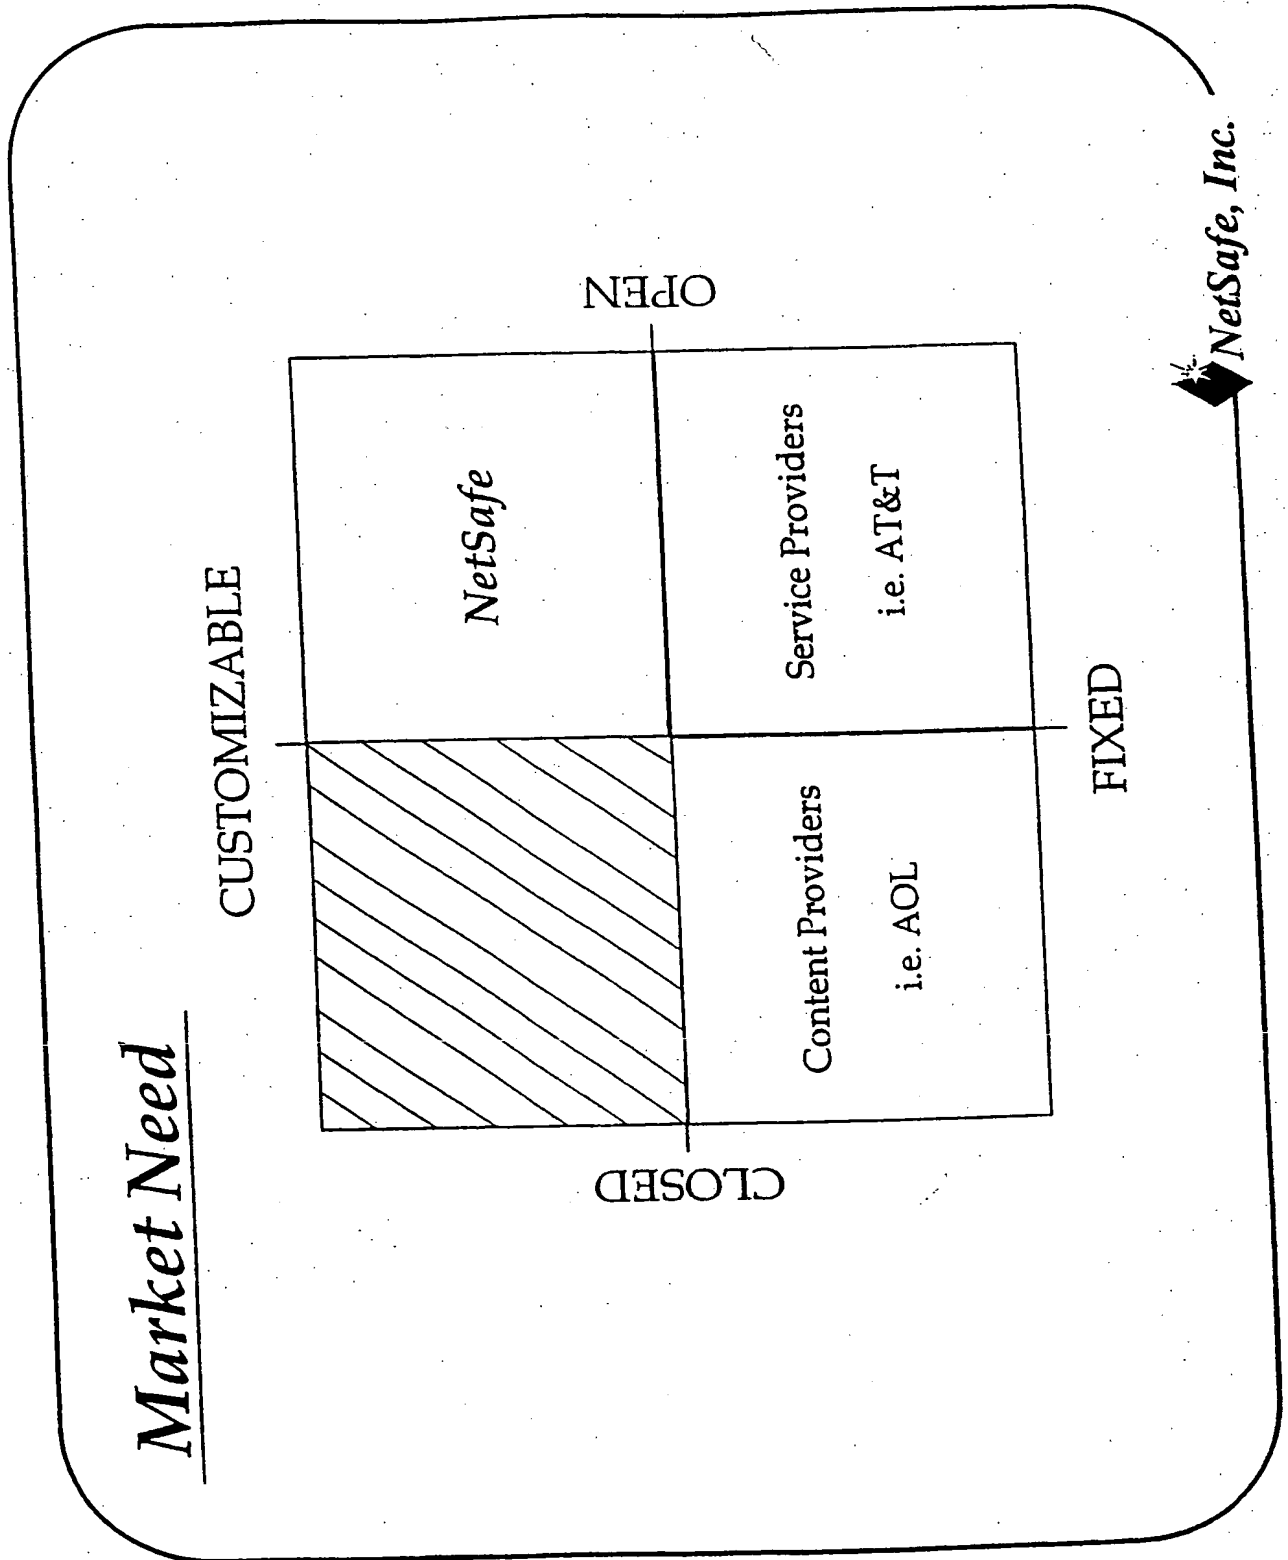 Market Need
CUSTOMIZABLE
NetSafe
CLOSED
OPEN
Content Providers
i.e. AOL
Service Providers
i.e. AT&T
FIXED
NetSafe, Inc.